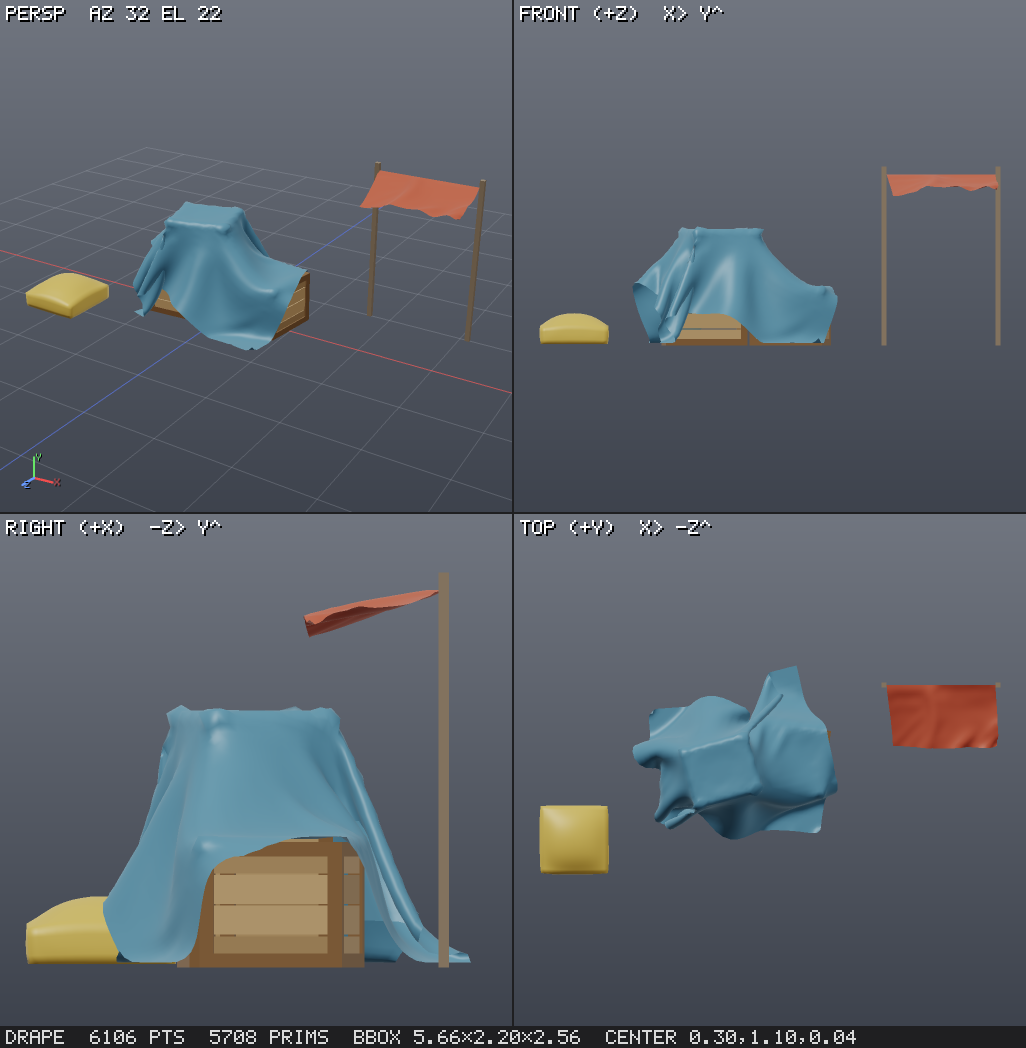 PERSP AZ 32 EL 22
FRONT (+Z) X> Y^
Y
X
Z
RIGHT (+X) -Z> Y^
TOP (+Y) X> -Z^
DRAPE 6106 PTS 5708 PRIMS BBOX 5.66×2.20×2.56 CENTER 0.30,1.10,0.04